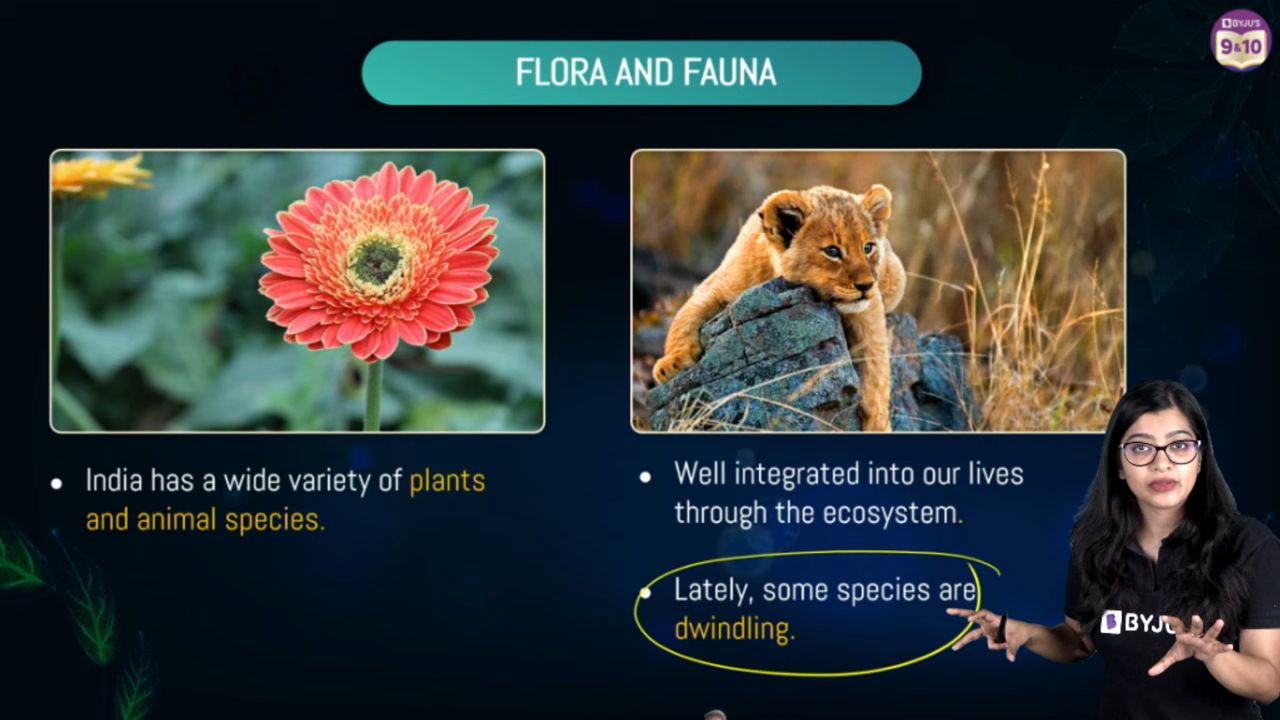 BYJU'S
9&10
FLORA AND FAUNA
• India has a wide variety of plants
and animal species.
• Well integrated into our lives
through the ecosystem.
• Lately, some species are
dwindling.
BYJU